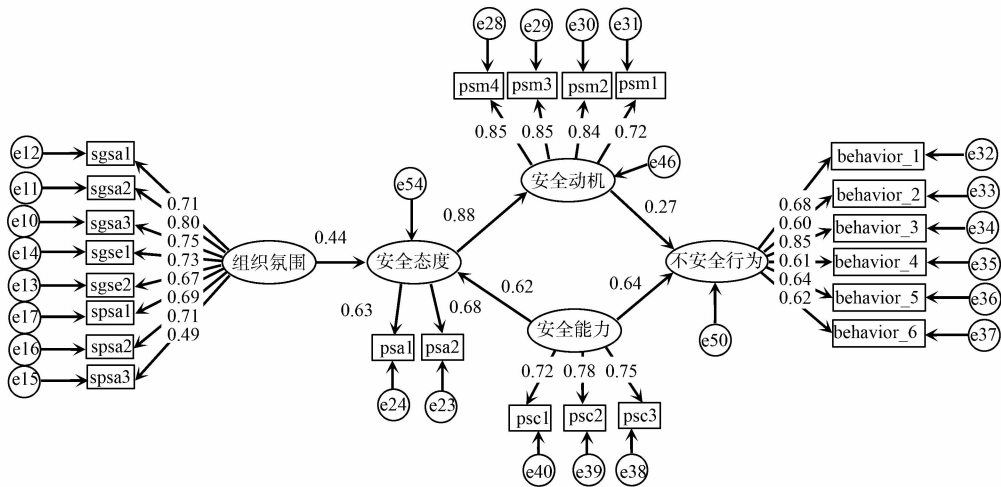 e28 e29 e30 e31
psm4 psm3 psm2 psm1
0.85 0.85 0.84 0.72
e12 sgsa1
e11 sgsa2
e10 sgsa3
e14 sgse1
e13 sgse2
e17 spsa1
e16 spsa2
e15 spsa3
0.71
0.80
0.75
0.73
0.67
0.69
0.71
0.49
组织氛围
0.44
e54
安全态度
0.63 0.68
psa1 psa2
e24 e23
0.88
安全动机
e46
0.27
0.62
0.64
安全能力
0.72 0.78 0.75
psc1 psc2 psc3
e40 e39 e38
不安全行为
e50
0.68
0.60
0.85
0.61
0.64
0.62
behavior_1 e32
behavior_2 e33
behavior_3 e34
behavior_4 e35
behavior_5 e36
behavior_6 e37